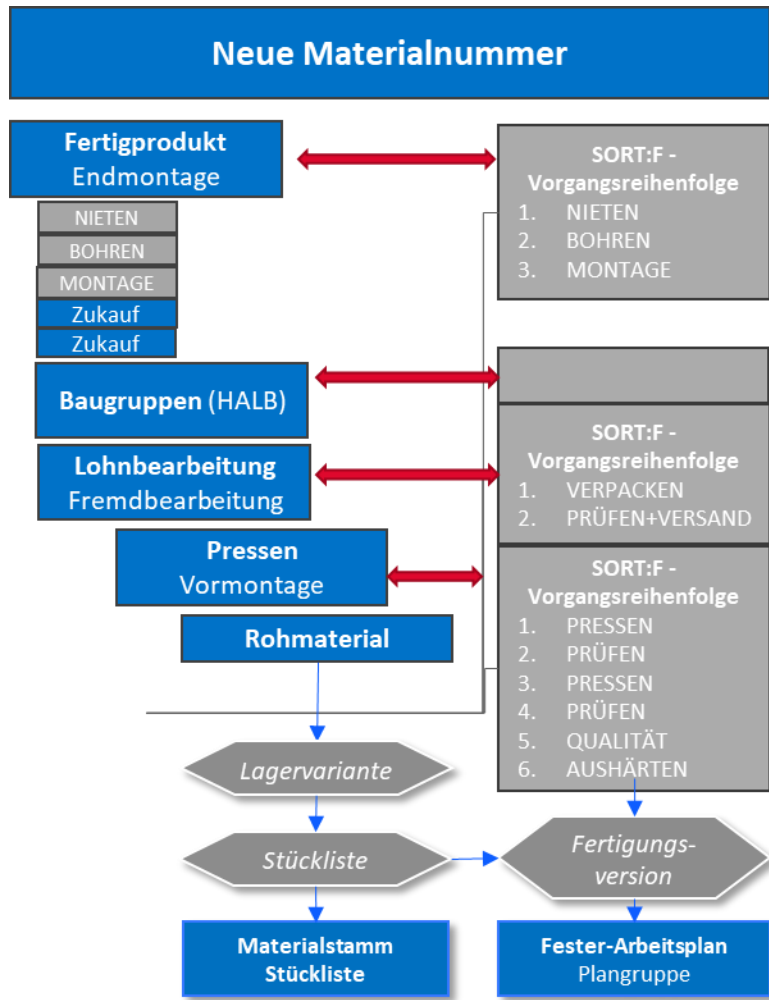 Neue Materialnummer
Fertigprodukt
Endmontage
NIETEN
BOHREN
MONTAGE
Zukauf
Zukauf
SORT:F -
Vorgangsreihenfolge
1. NIETEN
2. BOHREN
3. MONTAGE
Baugruppen (HALB)
Lohnbearbeitung
Fremdbearbeitung
SORT:F -
Vorgangsreihenfolge
1. VERPACKEN
2. PRÜFEN+VERSAND
Pressen
Vormontage
Rohmaterial
SORT:F -
Vorgangsreihenfolge
1. PRESSEN
2. PRÜFEN
3. PRESSEN
4. PRÜFEN
5. QUALITÄT
6. AUSHÄRTEN
Lagervariante
Stückliste
Fertigungs-
version
Materialstamm
Stückliste
Fester-Arbeitsplan
Plangruppe